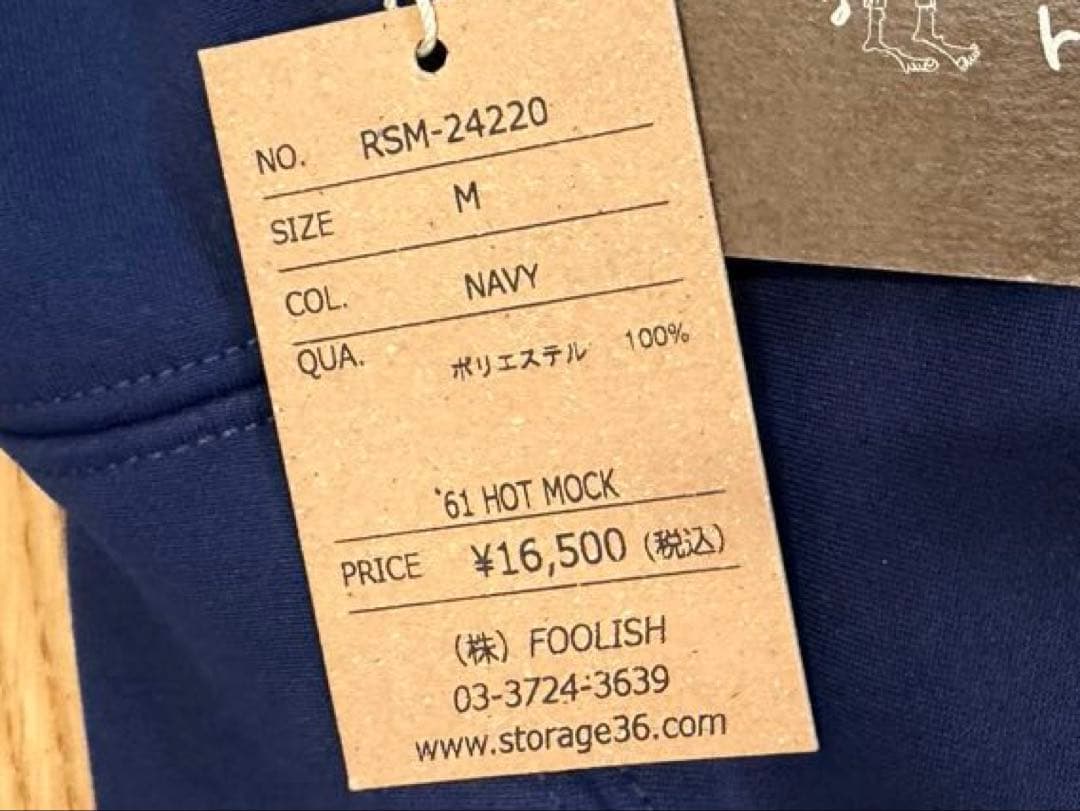 NO. RSM-24220
SIZE M
COL. NAVY
QUA. ポリエステル 100%
'61 HOT MOCK
PRICE ¥16,500（税込）
（株）FOOLISH
03-3724-3639
www.storage36.com